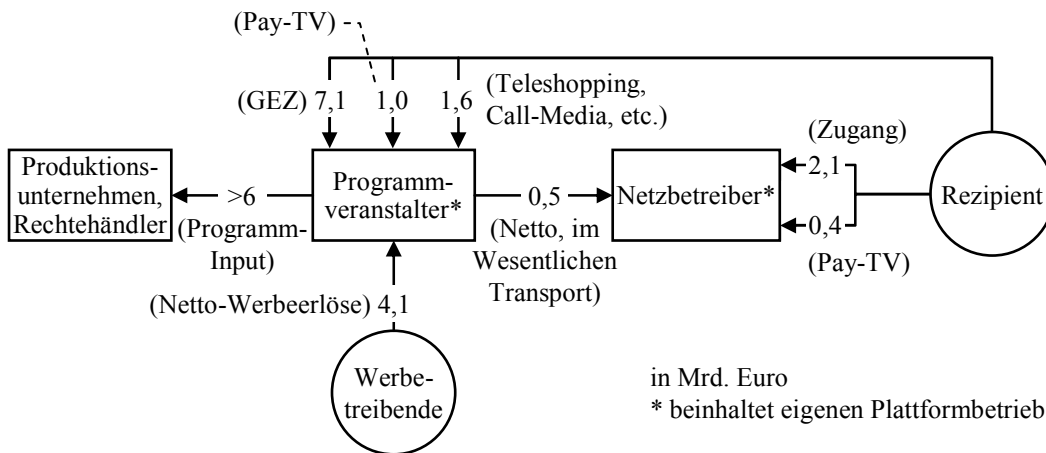 (Pay-TV)
(GEZ) 7,1 1,0 1,6 (Teleshopping,
Call-Media, etc.)
(Zugang)
2,1
Produktions-
unternehmen,
Rechtehändler
>6
(Programm-
Input)
Programm-
veranstalter*
0,5
(Netto, im
Wesentlichen
Transport)
Netzbetreiber*
Rezipient
0,4
(Pay-TV)
(Netto-Werbeerlöse) 4,1
Werbe-
treibende
in Mrd. Euro
* beinhaltet eigenen Plattformbetrieb